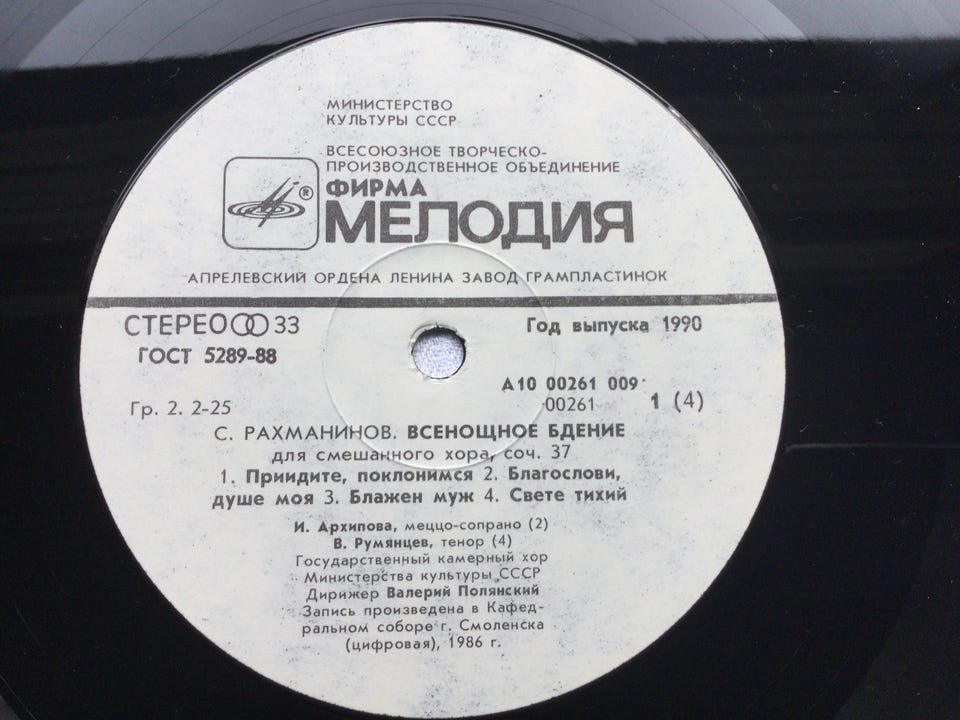 МИНИСТЕРСТВО
КУЛЬТУРЫ СССР
ВСЕСОЮЗНОЕ ТВОРЧЕСКО-
ПРОИЗВОДСТВЕННОЕ ОБЪЕДИНЕНИЕ
®
ФИРМА
МЕЛОДИЯ
АПРЕЛЕВСКИЙ ОРДЕНА ЛЕНИНА ЗАВОД ГРАМПЛАСТИНОК
СТЕРЕО 33 Год выпуска 1990
ГОСТ 5289-88
А10 00261 009
Гр. 2. 2-25 00261 1 (4)
С. РАХМАНИНОВ. ВСЕНОЩНОЕ БДЕНИЕ
для смешанного хора, соч. 37
1. Приидите, поклонимся 2. Благослови,
душе моя 3. Блажен муж 4. Свете тихий
И. Архипова, меццо-сопрано (2)
В. Румянцев, тенор (4)
Государственный камерный хор
Министерства культуры СССР
Дирижер Валерий Полянский
Запись произведена в Кафед-
ральном соборе г. Смоленска
(цифровая), 1986 г.